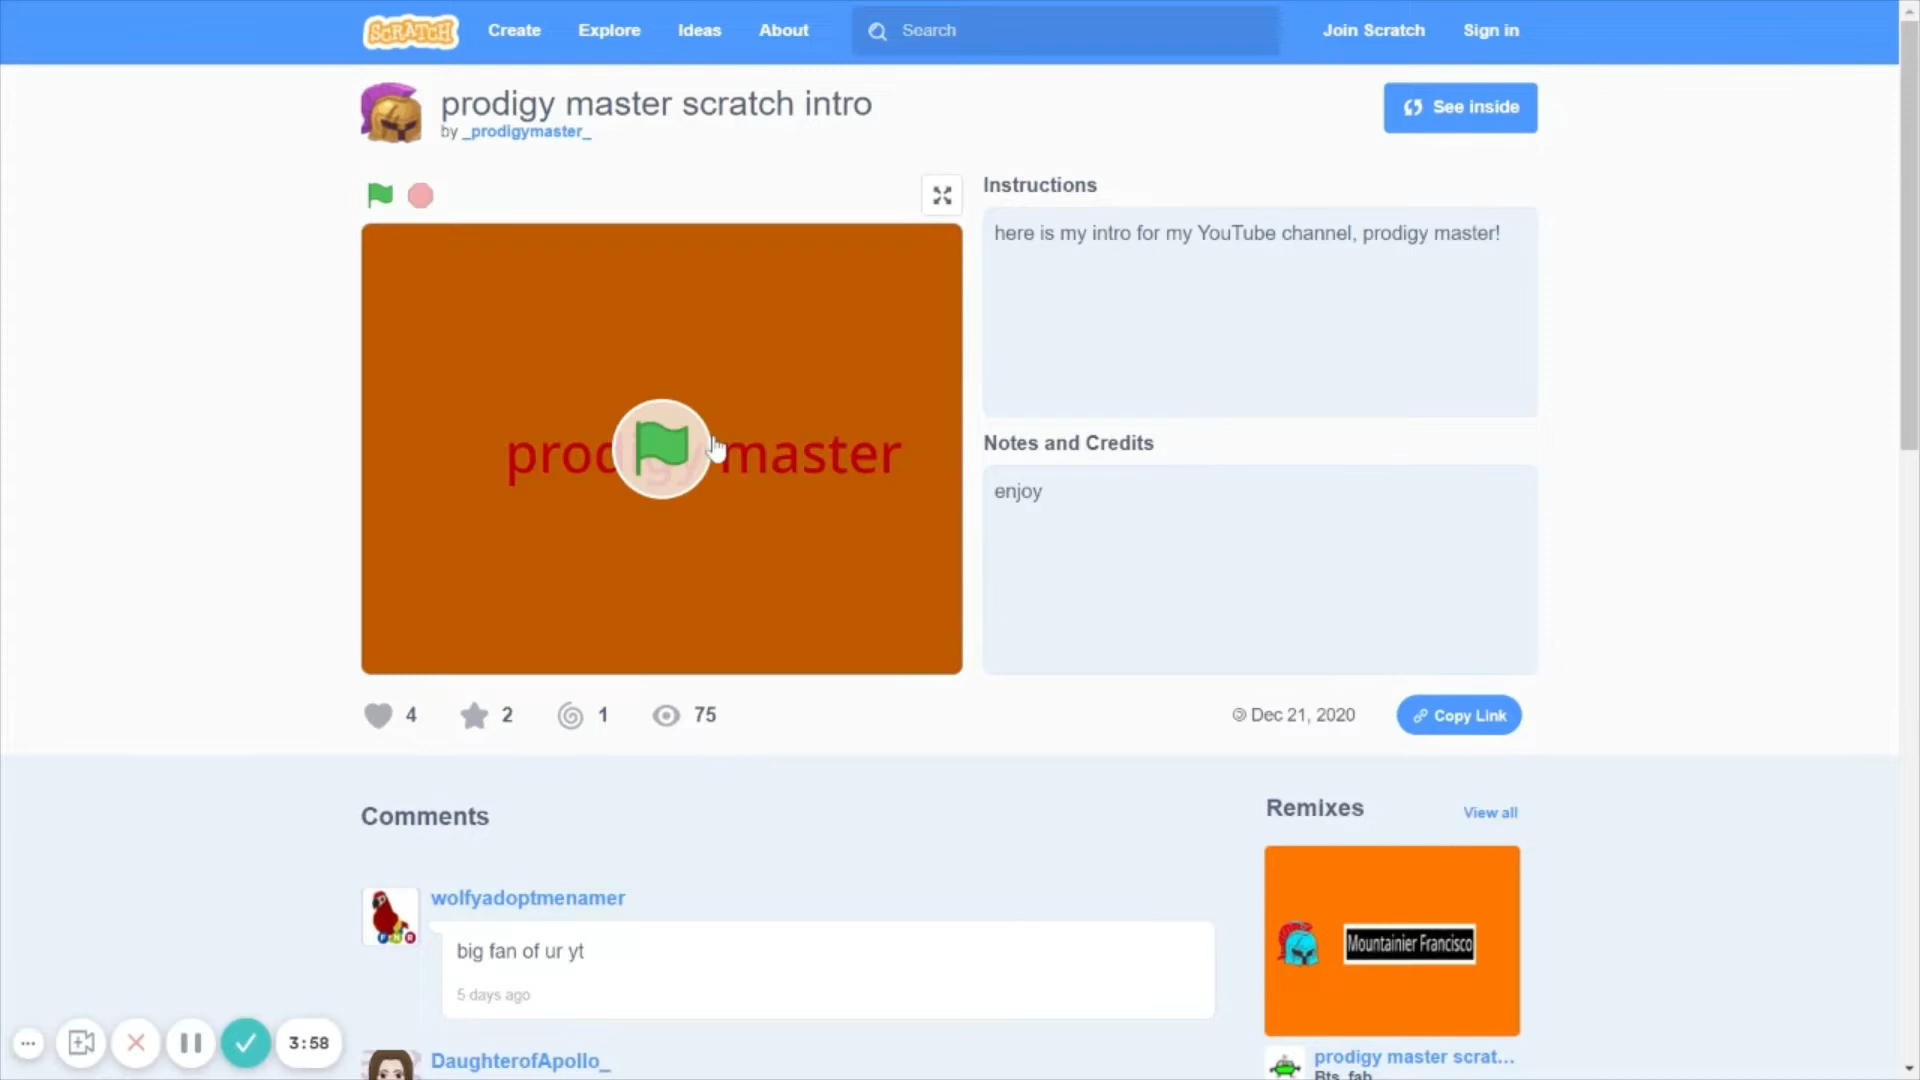 SCRATCH Create Explore Ideas About Search Join Scratch Sign in
prodigy master scratch intro
by _prodigymaster_
See inside
Instructions
here is my intro for my YouTube channel, prodigy master!
prodigy master
Notes and Credits
enjoy
4 2 1 75
Dec 21, 2020
Copy Link
Comments
Remixes
View all
wolfyadoptmenamer
big fan of ur yt
5 days ago
Mountainier Francisco
DaughterofApollo_
prodigy master scrat...
Bts_fab
3:58